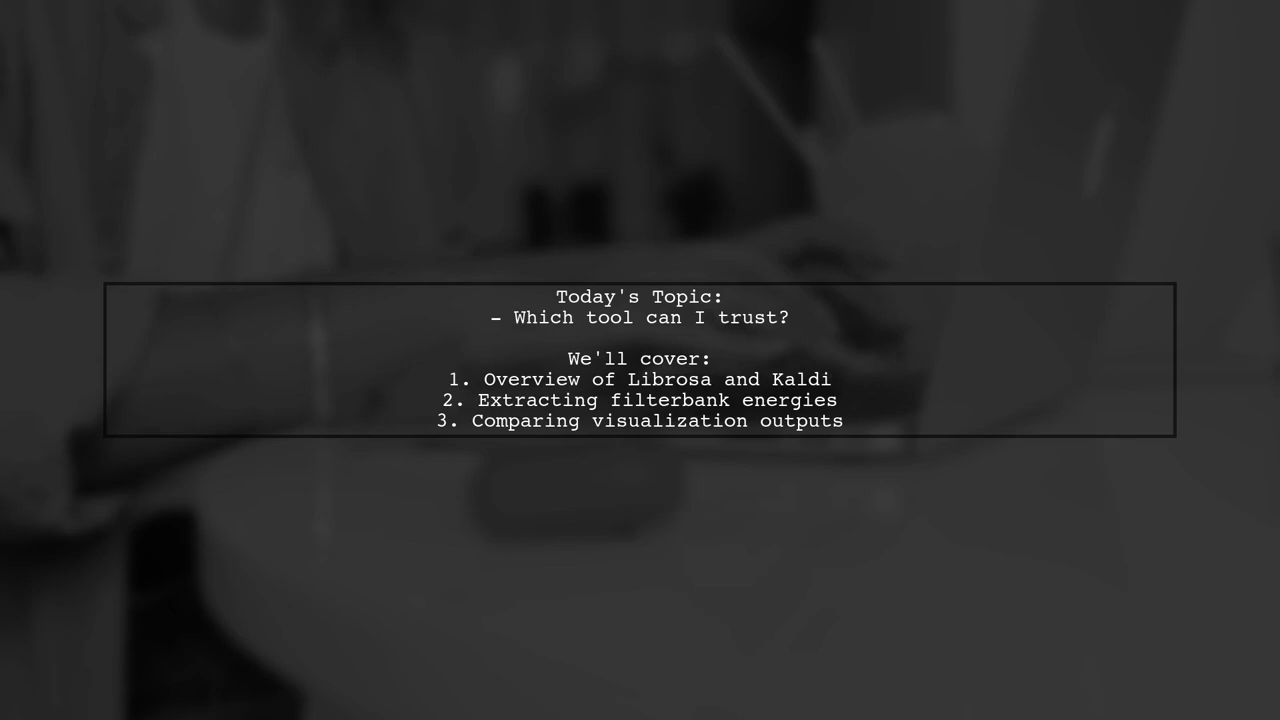 Today's Topic:
– Which tool can I trust?
We'll cover:
1. Overview of Librosa and Kaldi
2. Extracting filterbank energies
3. Comparing visualization outputs